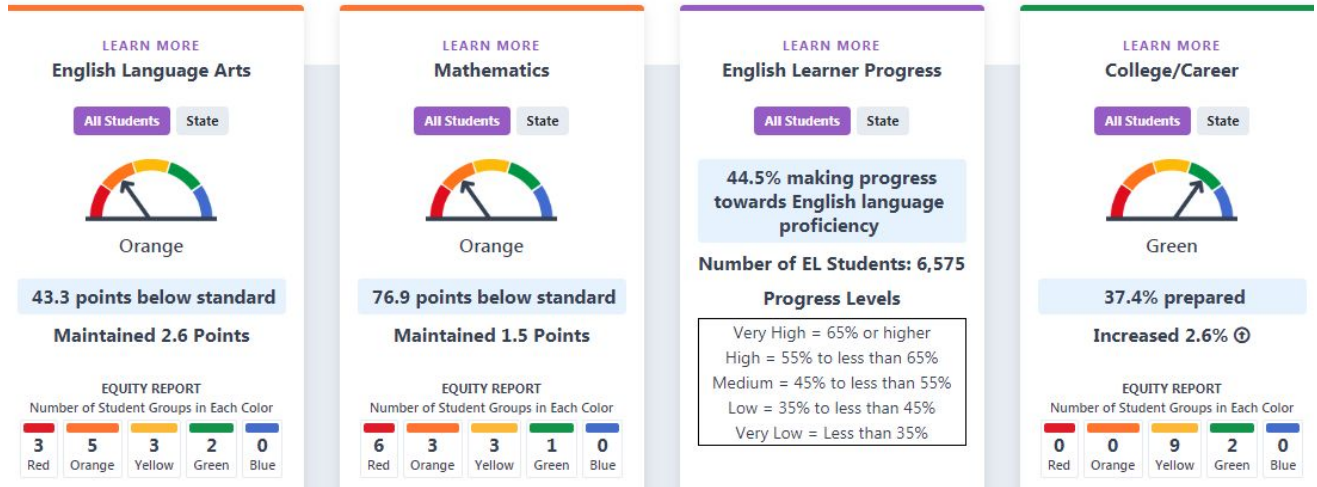 LEARN MORE
English Language Arts
All Students State
Orange
43.3 points below standard
Maintained 2.6 Points
EQUITY REPORT
Number of Student Groups in Each Color
3 5 3 2 0
Red Orange Yellow Green Blue
LEARN MORE
Mathematics
All Students State
Orange
76.9 points below standard
Maintained 1.5 Points
EQUITY REPORT
Number of Student Groups in Each Color
6 3 3 1 0
Red Orange Yellow Green Blue
LEARN MORE
English Learner Progress
All Students State
44.5% making progress
towards English language
proficiency
Number of EL Students: 6,575
Progress Levels
Very High = 65% or higher
High = 55% to less than 65%
Medium = 45% to less than 55%
Low = 35% to less than 45%
Very Low = Less than 35%
LEARN MORE
College/Career
All Students State
Green
37.4% prepared
Increased 2.6%
EQUITY REPORT
Number of Student Groups in Each Color
0 0 9 2 0
Red Orange Yellow Green Blue